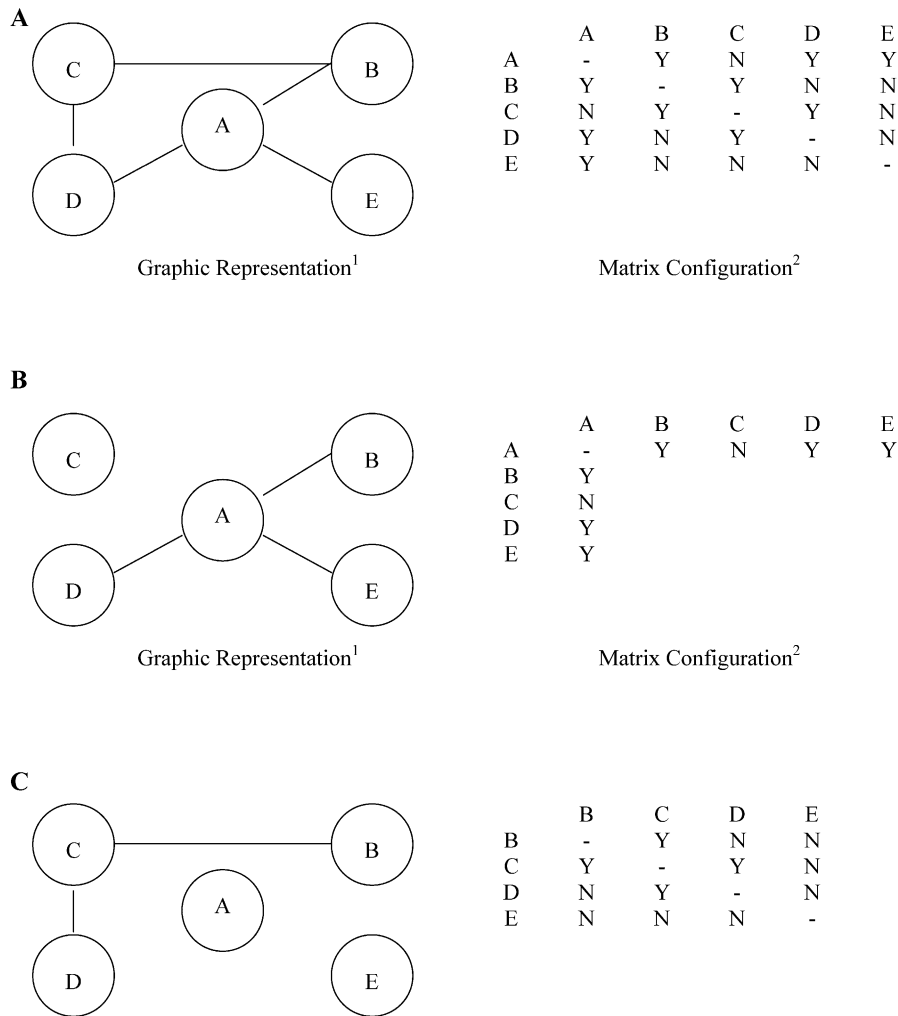 A
C B
A
D E
A B C D E
A - Y N Y Y
B Y - Y N N
C N Y - Y N
D Y N Y - N
E Y N N N -
Graphic Representation1 Matrix Configuration2
B
C B
A
D E
A B C D E
A - Y N Y Y
B Y
C N
D Y
E Y
Graphic Representation1 Matrix Configuration2
C
C B
A
D E
B C D E
B - Y N N
C Y - Y N
D N Y - N
E N N N -